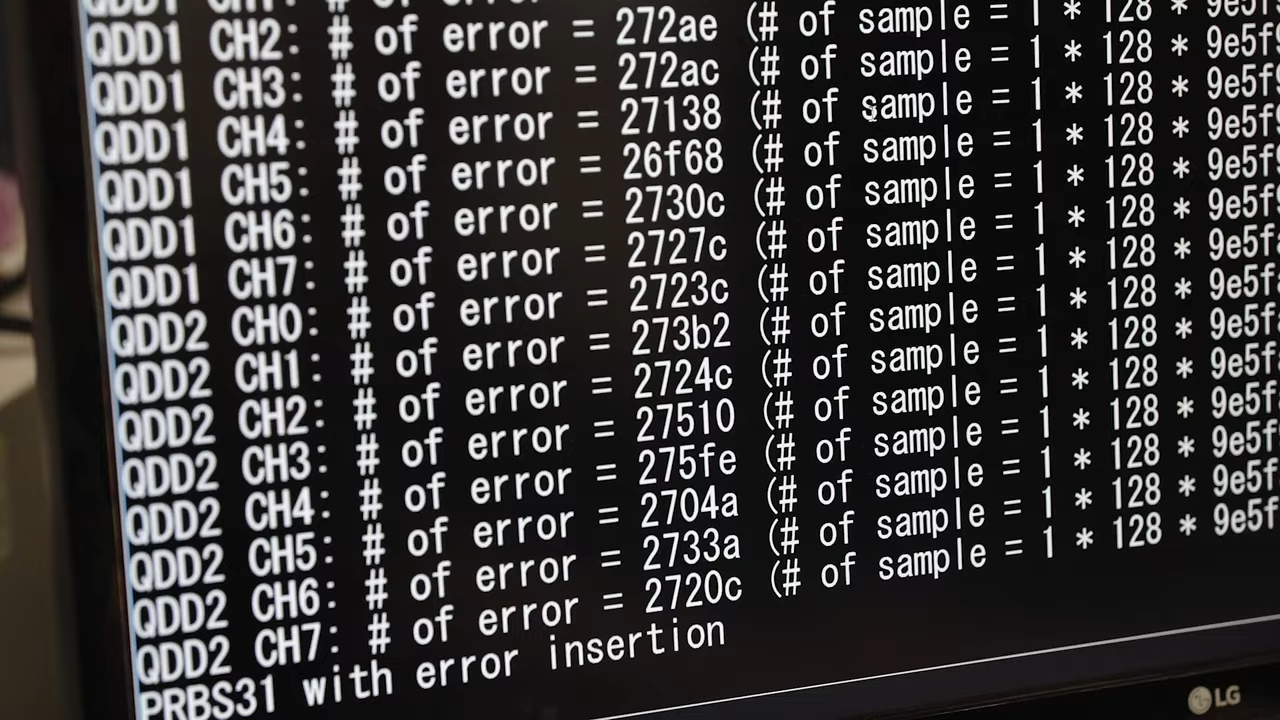 QDD1 CH1: # of error
QDD1 CH2: # of error = 272ae (# of sample = 1 * 128 * 9e5f
QDD1 CH3: # of error = 272ac (# of sample = 1 * 128 * 9e5f
QDD1 CH4: # of error = 27138 (# of sample = 1 * 128 * 9e5f
QDD1 CH5: # of error = 26f68 (# of sample = 1 * 128 * 9e5f
QDD1 CH6: # of error = 2730c (# of sample = 1 * 128 * 9e5f
QDD1 CH7: # of error = 2727c (# of sample = 1 * 128 * 9e5f
QDD2 CH0: # of error = 2723c (# of sample = 1 * 128 * 9e5f
QDD2 CH1: # of error = 273b2 (# of sample = 1 * 128 * 9e5f
QDD2 CH2: # of error = 2724c (# of sample = 1 * 128 * 9e5f
QDD2 CH3: # of error = 27510 (# of sample = 1 * 128 * 9e5f
QDD2 CH4: # of error = 275fe (# of sample = 1 * 128 * 9e5f
QDD2 CH5: # of error = 2704a (# of sample = 1 * 128 * 9e5f
QDD2 CH6: # of error = 2733a (# of sample = 1 * 128 * 9e5f
QDD2 CH7: # of error = 2720c (# of sample = 1 * 128 * 9e5f
PRBS31 with error insertion
LG